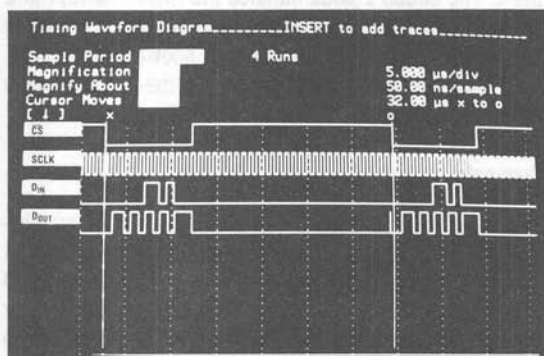 Timing Waveform Diagram________INSERT to add traces________
Sample Period 4 Runs
Magnification 5.000 µs/div
Magnify About 50.00 ns/sample
Cursor Moves 32.00 µs x to o
[ ↓ ] x o
CS
SCLK
DIN
DOUT